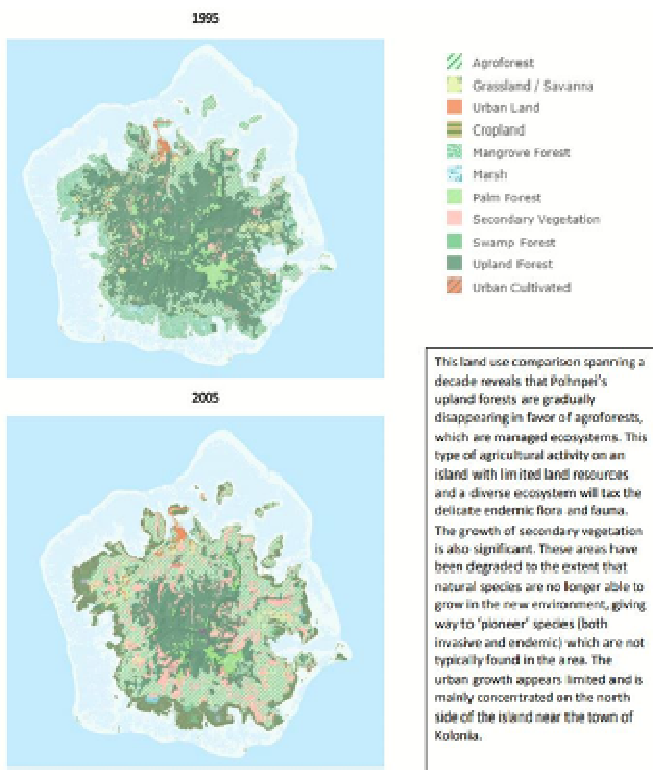 1995
Agroforest
Grassland / Savanna
Urban Land
Cropland
Mangrove Forest
Marsh
Palm Forest
Secondary Vegetation
Swamp Forest
Upland Forest
Urban Cultivated
This land use comparison spanning a
decade reveals that Pohnpei's
upland forests are gradually
disappearing in favor of agroforests,
which are managed ecosystems. This
type of agricultural activity on an
island with limited land resources
and a diverse ecosystem will tax the
delicate endemic flora and fauna.
The growth of secondary vegetation
is also significant. These areas have
been degraded to the extent that
natural species are no longer able to
grow in the new environment, giving
way to 'pioneer' species (both
invasive and endemic) which are not
typically found in the area. The
urban growth appears limited and is
mainly concentrated on the north
side of the island near the town of
Kolonia.
2005